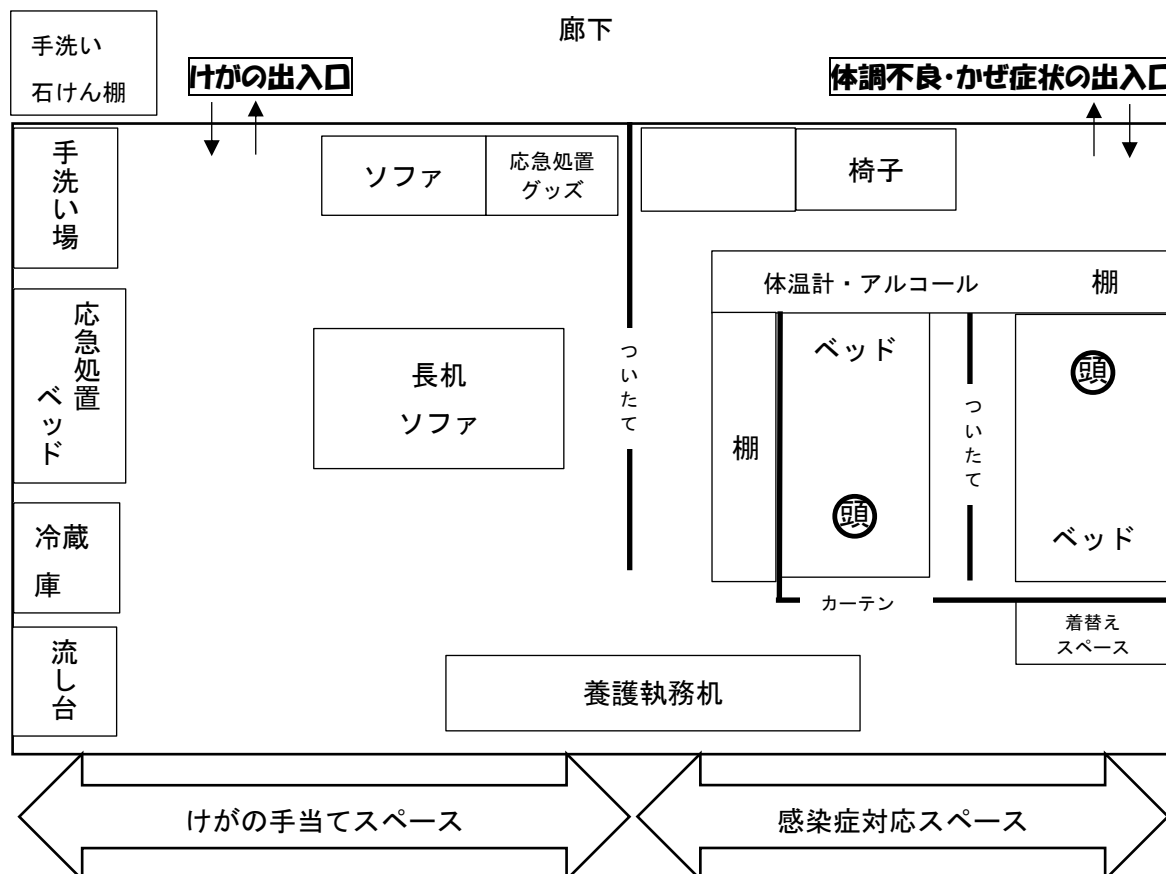 廊下
手洗い
石けん棚
けがの出入口
体調不良・かぜ症状の出入口
手洗い場
ソファ
応急処置
グッズ
椅子
体温計・アルコール
棚
応急処置
ベッド
長机
ソファ
ついたて
棚
ベッド
頭
ついたて
頭
ベッド
冷蔵
庫
カーテン
着替え
スペース
流し台
養護執務机
けがの手当てスペース
感染症対応スペース